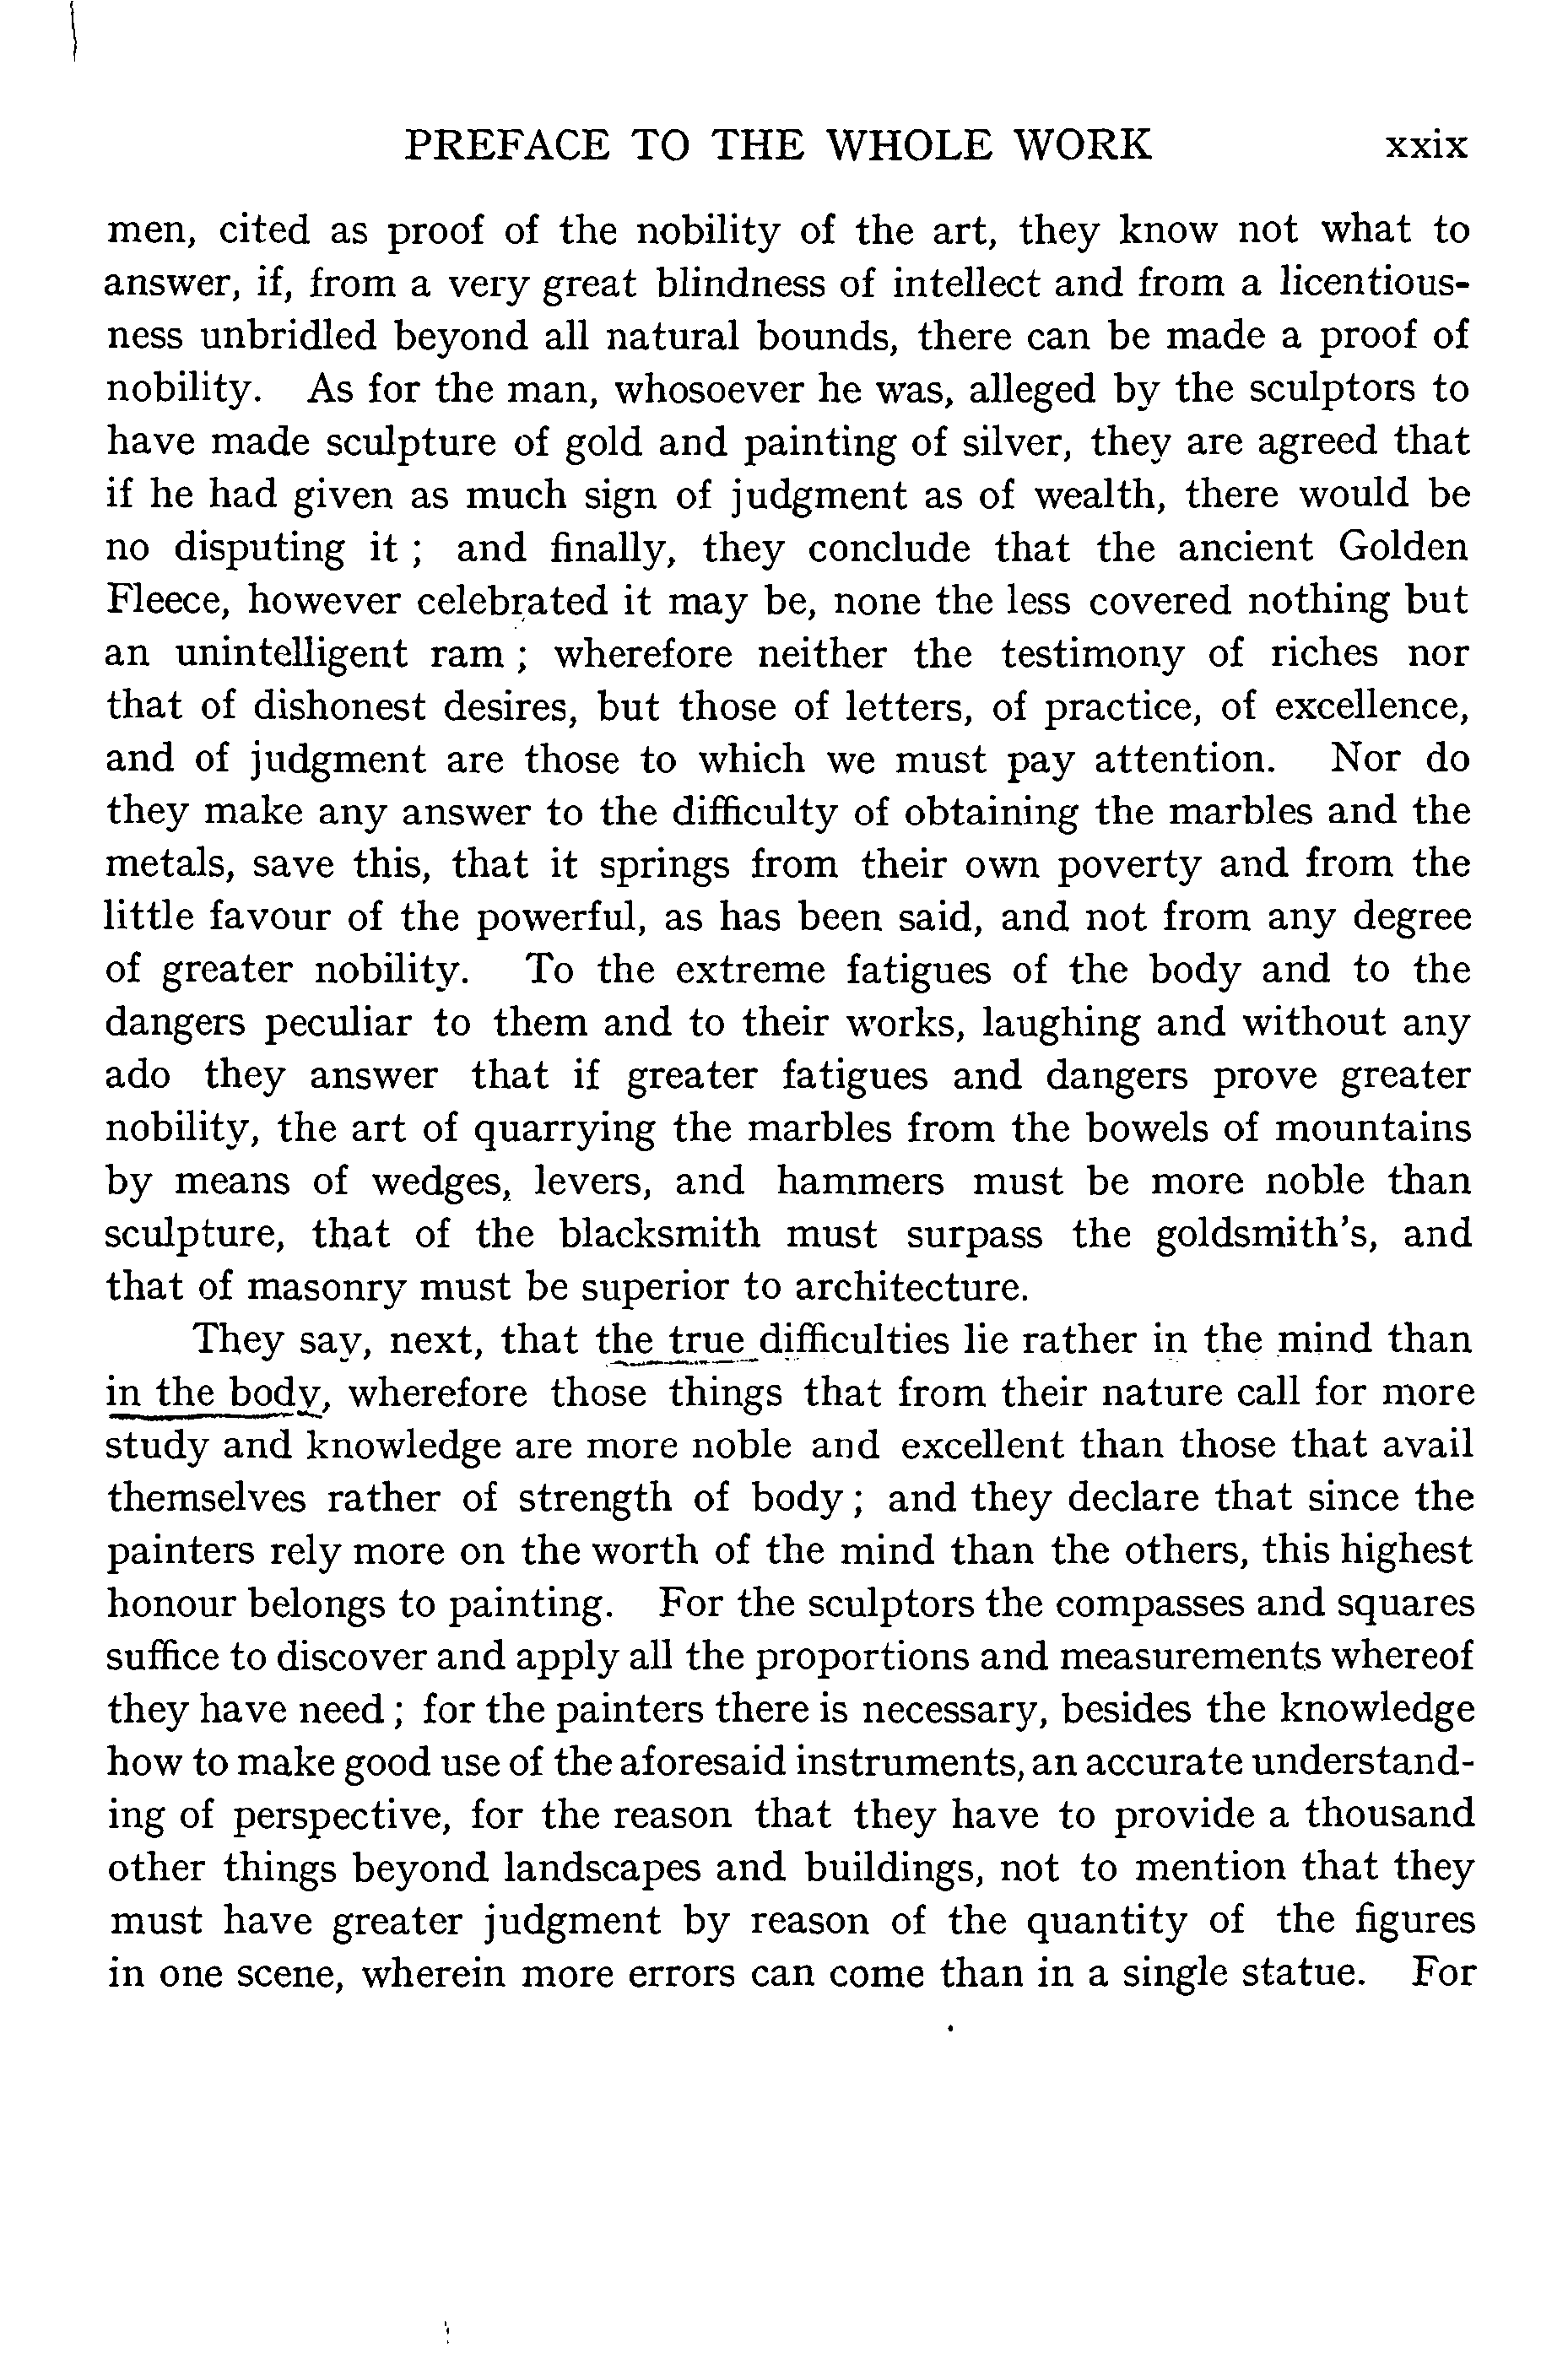 PREFACE TO THE WHOLE WORK xxix
men, cited as proof of the nobility of the art, they know not what to
answer, if, from a very great blindness of intellect and from a licentious-
ness unbridled beyond all natural bounds, there can be made a proof of
nobility. As for the man, whosoever he was, alleged by the sculptors to
have made sculpture of gold and painting of silver, they are agreed that
if he had given as much sign of judgment as of wealth, there would be
no disputing it ; and finally, they conclude that the ancient Golden
Fleece, however celebrated it may be, none the less covered nothing but
an unintelligent ram ; wherefore neither the testimony of riches nor
that of dishonest desires, but those of letters, of practice, of excellence,
and of judgment are those to which we must pay attention. Nor do
they make any answer to the difficulty of obtaining the marbles and the
metals, save this, that it springs from their own poverty and from the
little favour of the powerful, as has been said, and not from any degree
of greater nobility. To the extreme fatigues of the body and to the
dangers peculiar to them and to their works, laughing and without any
ado they answer that if greater fatigues and dangers prove greater
nobility, the art of quarrying the marbles from the bowels of mountains
by means of wedges, levers, and hammers must be more noble than
sculpture, that of the blacksmith must surpass the goldsmith's, and
that of masonry must be superior to architecture.
They say, next, that the true difficulties lie rather in the mind than
in the body, wherefore those things that from their nature call for more
study and knowledge are more noble and excellent than those that avail
themselves rather of strength of body ; and they declare that since the
painters rely more on the worth of the mind than the others, this highest
honour belongs to painting. For the sculptors the compasses and squares
suffice to discover and apply all the proportions and measurements whereof
they have need ; for the painters there is necessary, besides the knowledge
how to make good use of the aforesaid instruments, an accurate understand-
ing of perspective, for the reason that they have to provide a thousand
other things beyond landscapes and buildings, not to mention that they
must have greater judgment by reason of the quantity of the figures
in one scene, wherein more errors can come than in a single statue. For